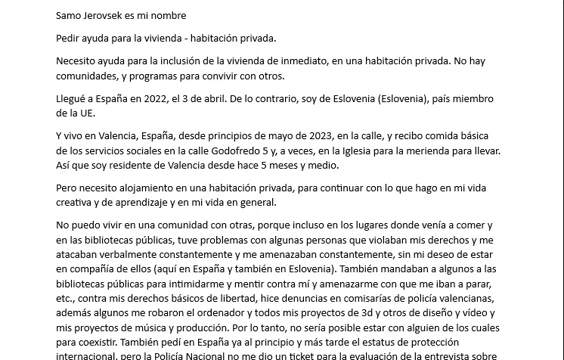 Samo Jerovsek es mi nombre
Pedir ayuda para la vivienda - habitación privada.
Necesito ayuda para la inclusión de la vivienda de inmediato, en una habitación privada. No hay
comunidades, y programas para convivir con otros.
Llegué a España en 2022, el 3 de abril. De lo contrario, soy de Eslovenia (Eslovenia), país miembro
de la UE.
Y vivo en Valencia, España, desde principios de mayo de 2023, en la calle, y recibo comida básica
de los servicios sociales en la calle Godofredo 5 y, a veces, en la Iglesia para la merienda para llevar.
Así que soy residente de Valencia desde hace 5 meses y medio.
Pero necesito alojamiento en una habitación privada, para continuar con lo que hago en mi vida
creativa y de aprendizaje y en mi vida en general.
No puedo vivir en una comunidad con otras, porque incluso en los lugares donde venía a comer y
en las bibliotecas públicas, tuve problemas con algunas personas que violaban mis derechos y me
atacaban verbalmente constantemente y me amenazaban constantemente, sin mi deseo de estar
en compañía de ellos (aquí en España y también en Eslovenia). También mandaban a algunos a las
bibliotecas públicas para intimidarme y mentir contra mí y amenazarme con que me iban a parar,
etc., contra mis derechos básicos de libertad, hice denuncias en comisarías de policía valencianas,
además algunos me robaron el ordenador y todos mis proyectos de 3d y otros de diseño y vídeo y
mis proyectos de música y producción. Por lo tanto, no sería posible estar con alguien de los cuales
para coexistir. También pedí en España ya al principio y más tarde el estatus de protección
internacional, pero la Policía Nacional no me dio un ticket para la evaluación de la entrevista sobre